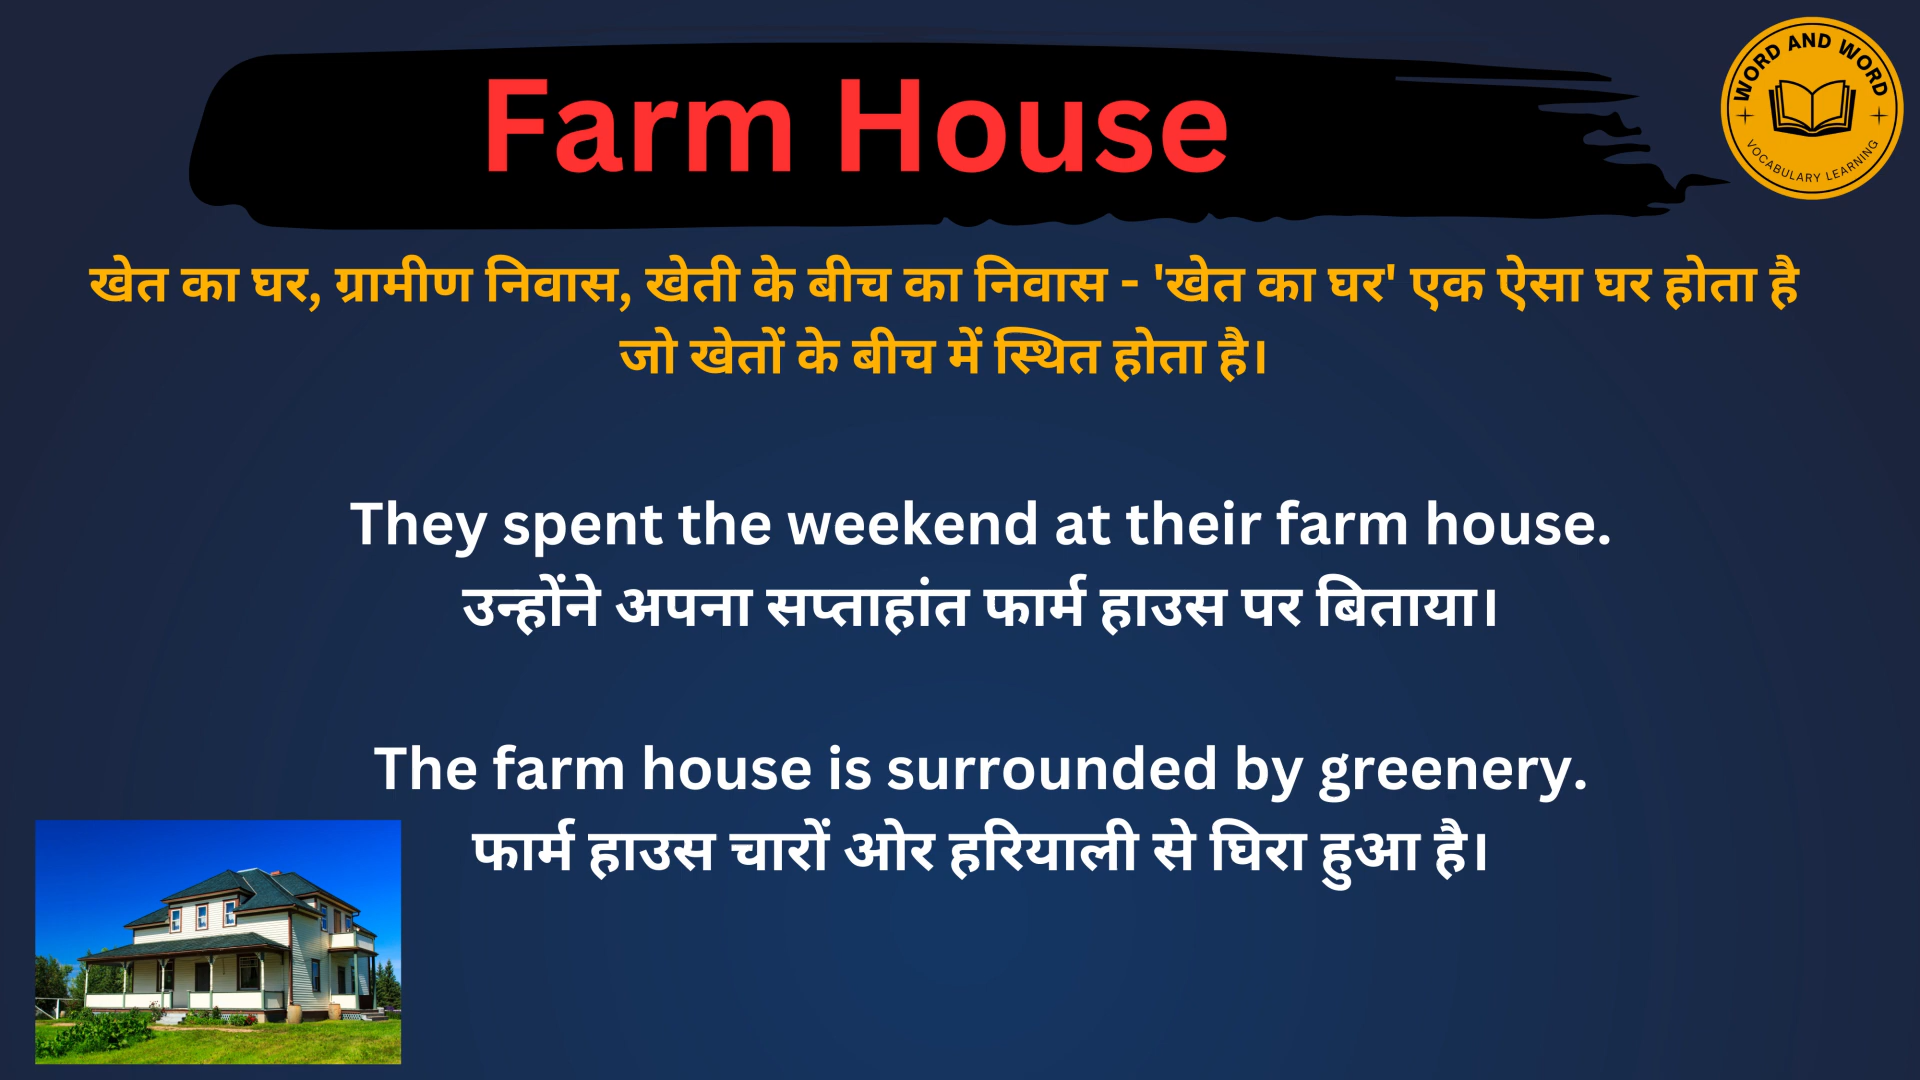 Farm House
WORD AND WORD
VOCABULARY LEARNING
खेत का घर, ग्रामीण निवास, खेती के बीच का निवास - 'खेत का घर' एक ऐसा घर होता है
जो खेतों के बीच में स्थित होता है।
They spent the weekend at their farm house.
उन्होंने अपना सप्ताहांत फार्म हाउस पर बिताया।
The farm house is surrounded by greenery.
फार्म हाउस चारों ओर हरियाली से घिरा हुआ है।